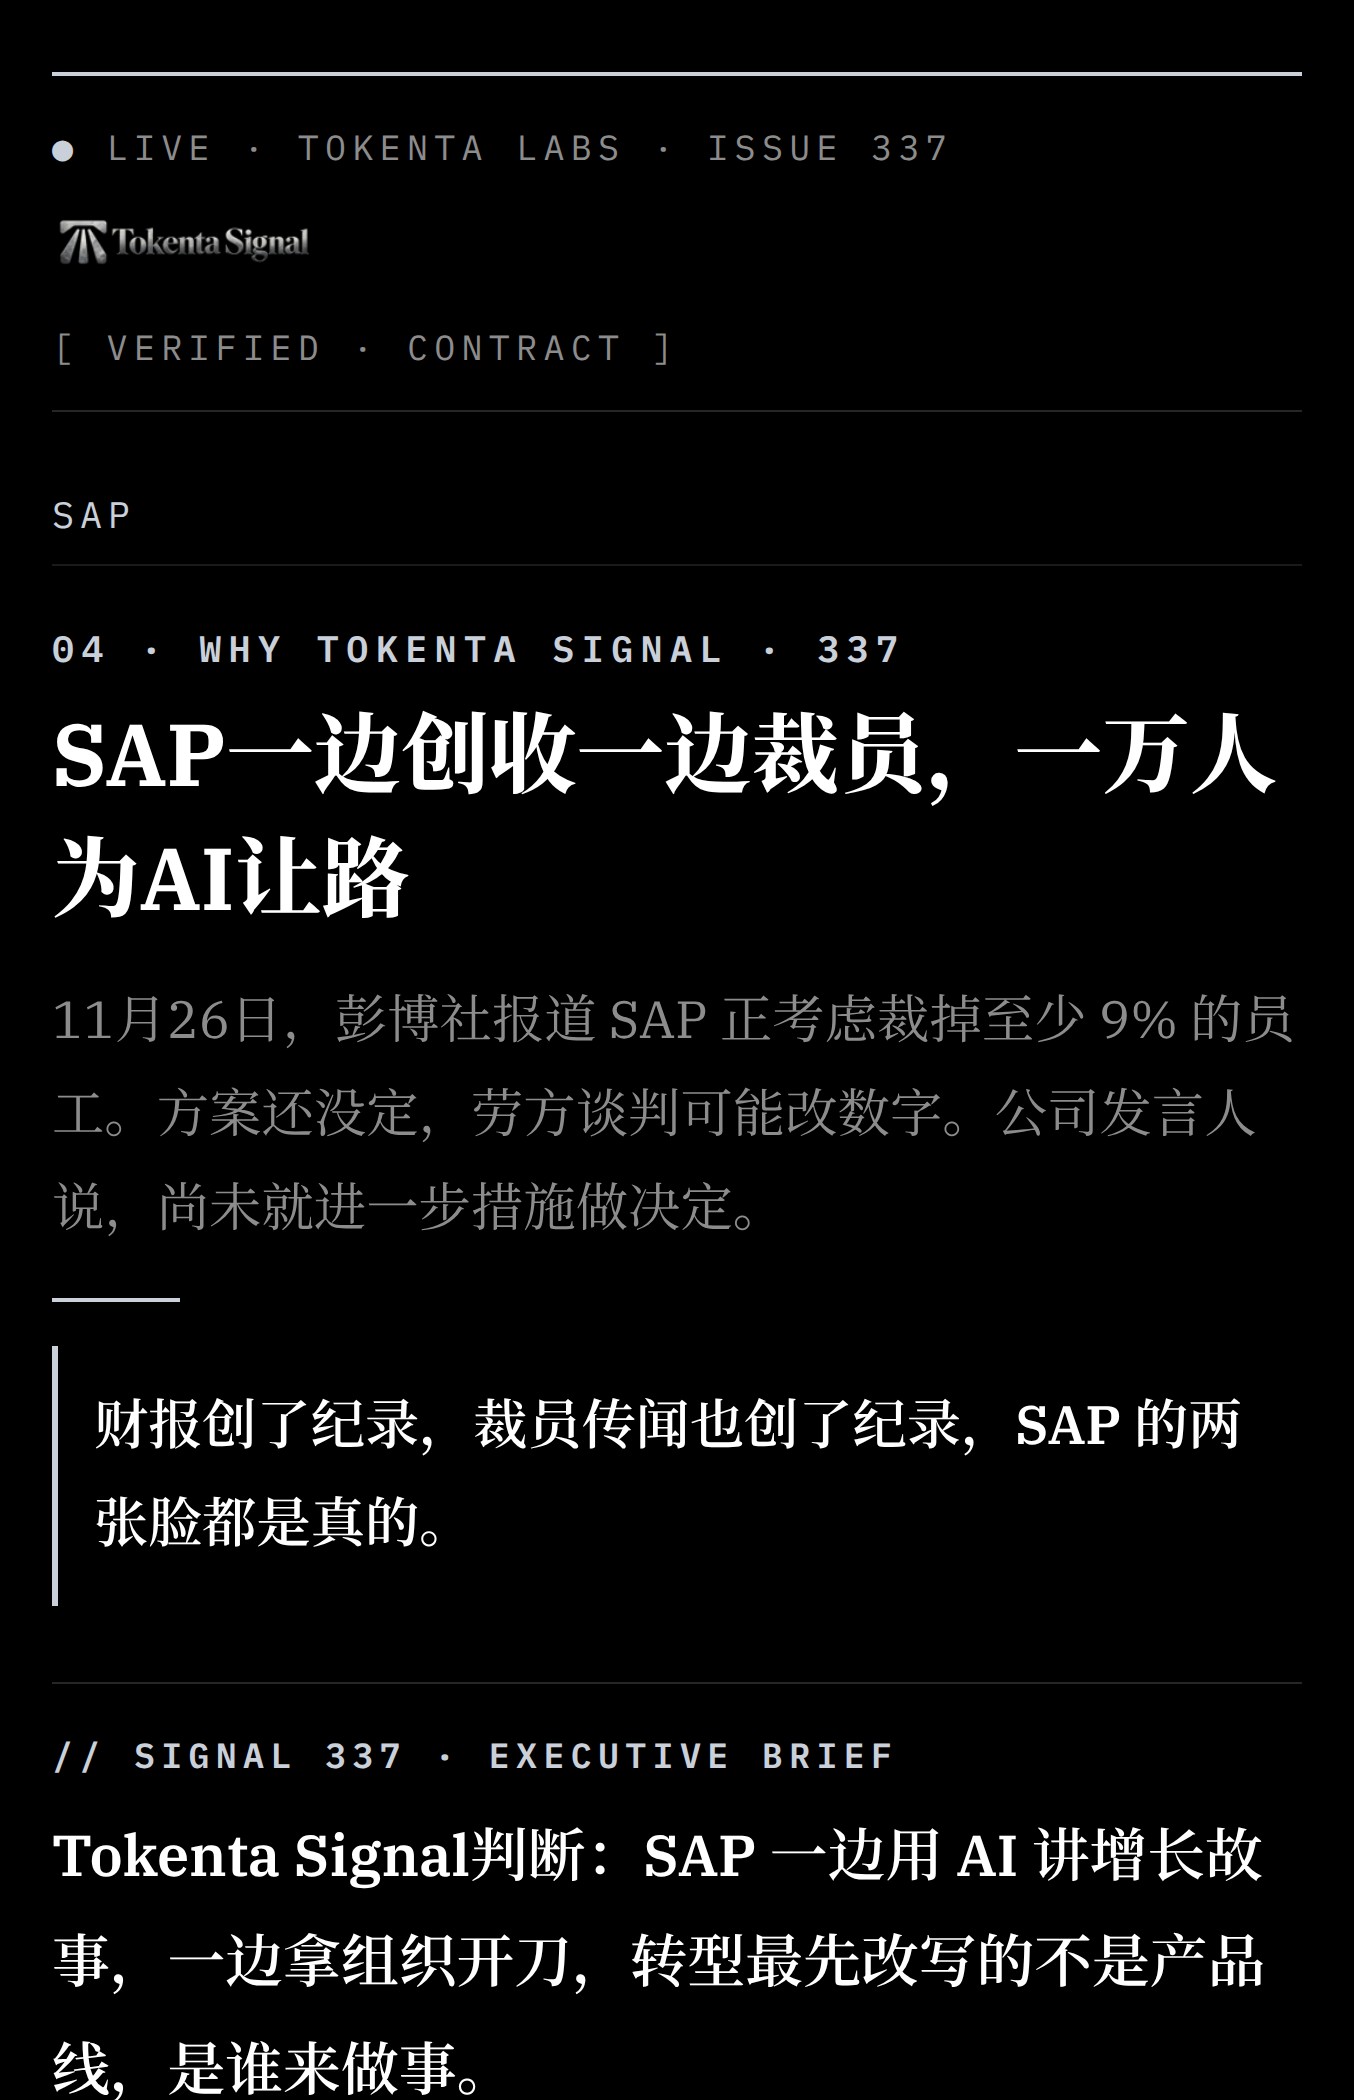 ● LIVE · TOKENTA LABS · ISSUE 337
Tokenta Signal
[ VERIFIED · CONTRACT ]
SAP
04 · WHY TOKENTA SIGNAL · 337
SAP一边创收一边裁员，一万人
为AI让路
11月26日，彭博社报道 SAP 正考虑裁掉至少 9% 的员
工。方案还没定，劳方谈判可能改数字。公司发言人
说，尚未就进一步措施做决定。
财报创了纪录，裁员传闻也创了纪录，SAP 的两
张脸都是真的。
// SIGNAL 337 · EXECUTIVE BRIEF
Tokenta Signal判断：SAP 一边用 AI 讲增长故
事，一边拿组织开刀，转型最先改写的不是产品
线，是谁来做事。